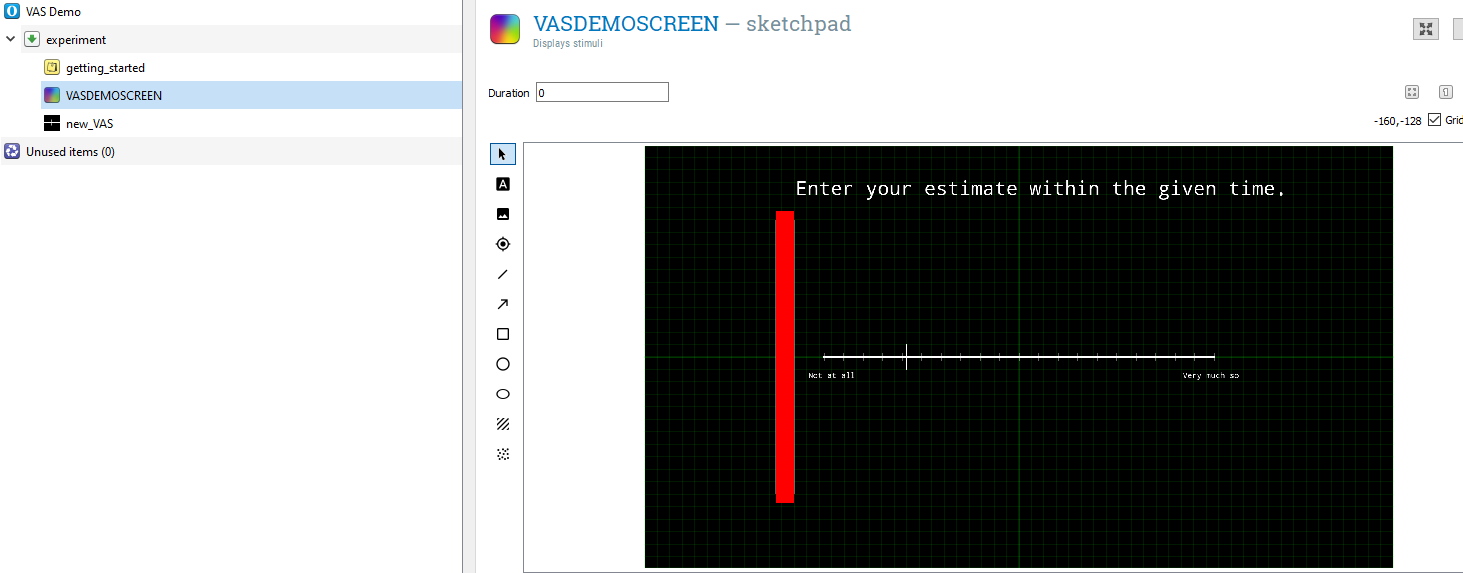 VAS Demo
experiment
getting_started
VASDEMOSCREEN
new_VAS
Unused items (0)
VASDEMOSCREEN — sketchpad
Displays stimuli
Duration 0
-160,-128 Grid
Enter your estimate within the given time.
Not at all Very much so